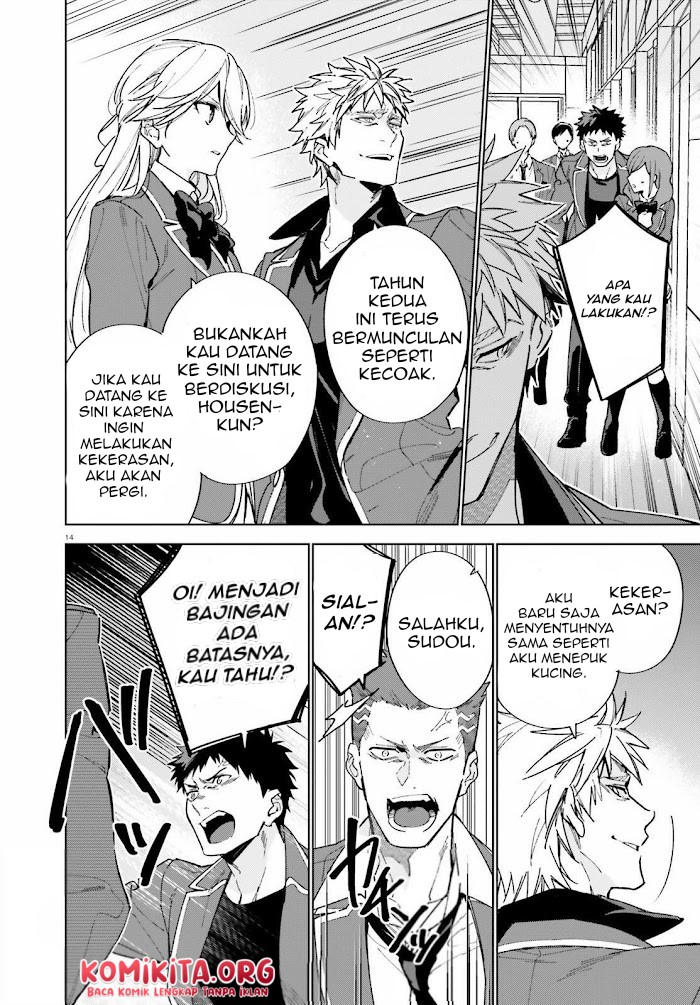 APA
YANG KAU
LAKUKAN!?
TAHUN
KEDUA
INI TERUS
BERMUNCULAN
SEPERTI
KECOAK.
BUKANKAH
KAU DATANG
KE SINI UNTUK
BERDISKUSI,
HOUSEN-
KUN?
JIKA KAU
DATANG KE
SINI KARENA
INGIN
MELAKUKAN
KEKERASAN,
AKU AKAN
PERGI.
14
KEKER-
ASAN?
AKU
BARU SAJA
MENYENTUHNYA
SAMA SEPERTI
AKU MENEPUK
KUCING.
SALAHKU,
SUDOU.
SIAL-
AN!?
OI! MENJADI
BAJINGAN
ADA
BATASNYA,
KAU TAHU!?
KOMIKITA.ORG
BACA KOMIK LENGKAP TANPA IKLAN